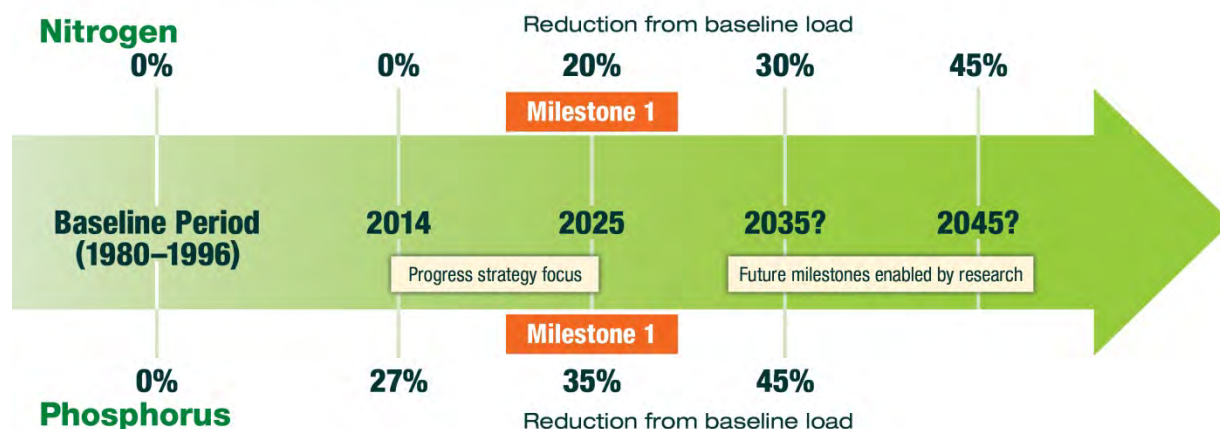 Nitrogen
Reduction from baseline load
0% 0% 20% 30% 45%
Milestone 1
Baseline Period
(1980–1996)
2014 2025 2035? 2045?
Progress strategy focus
Future milestones enabled by research
Milestone 1
0% 27% 35% 45%
Phosphorus
Reduction from baseline load